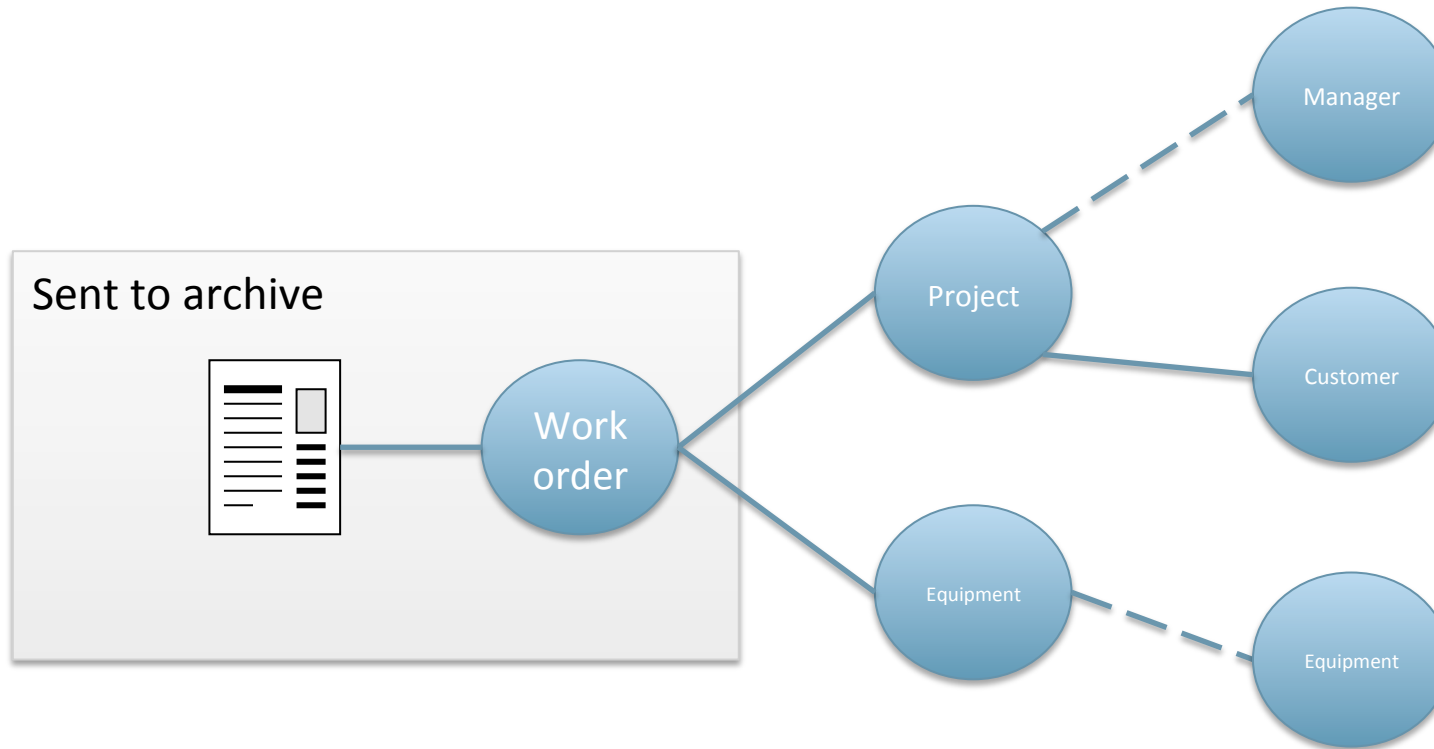 Manager
Sent to archive
Project
Work
order
Customer
Equipment
Equipment